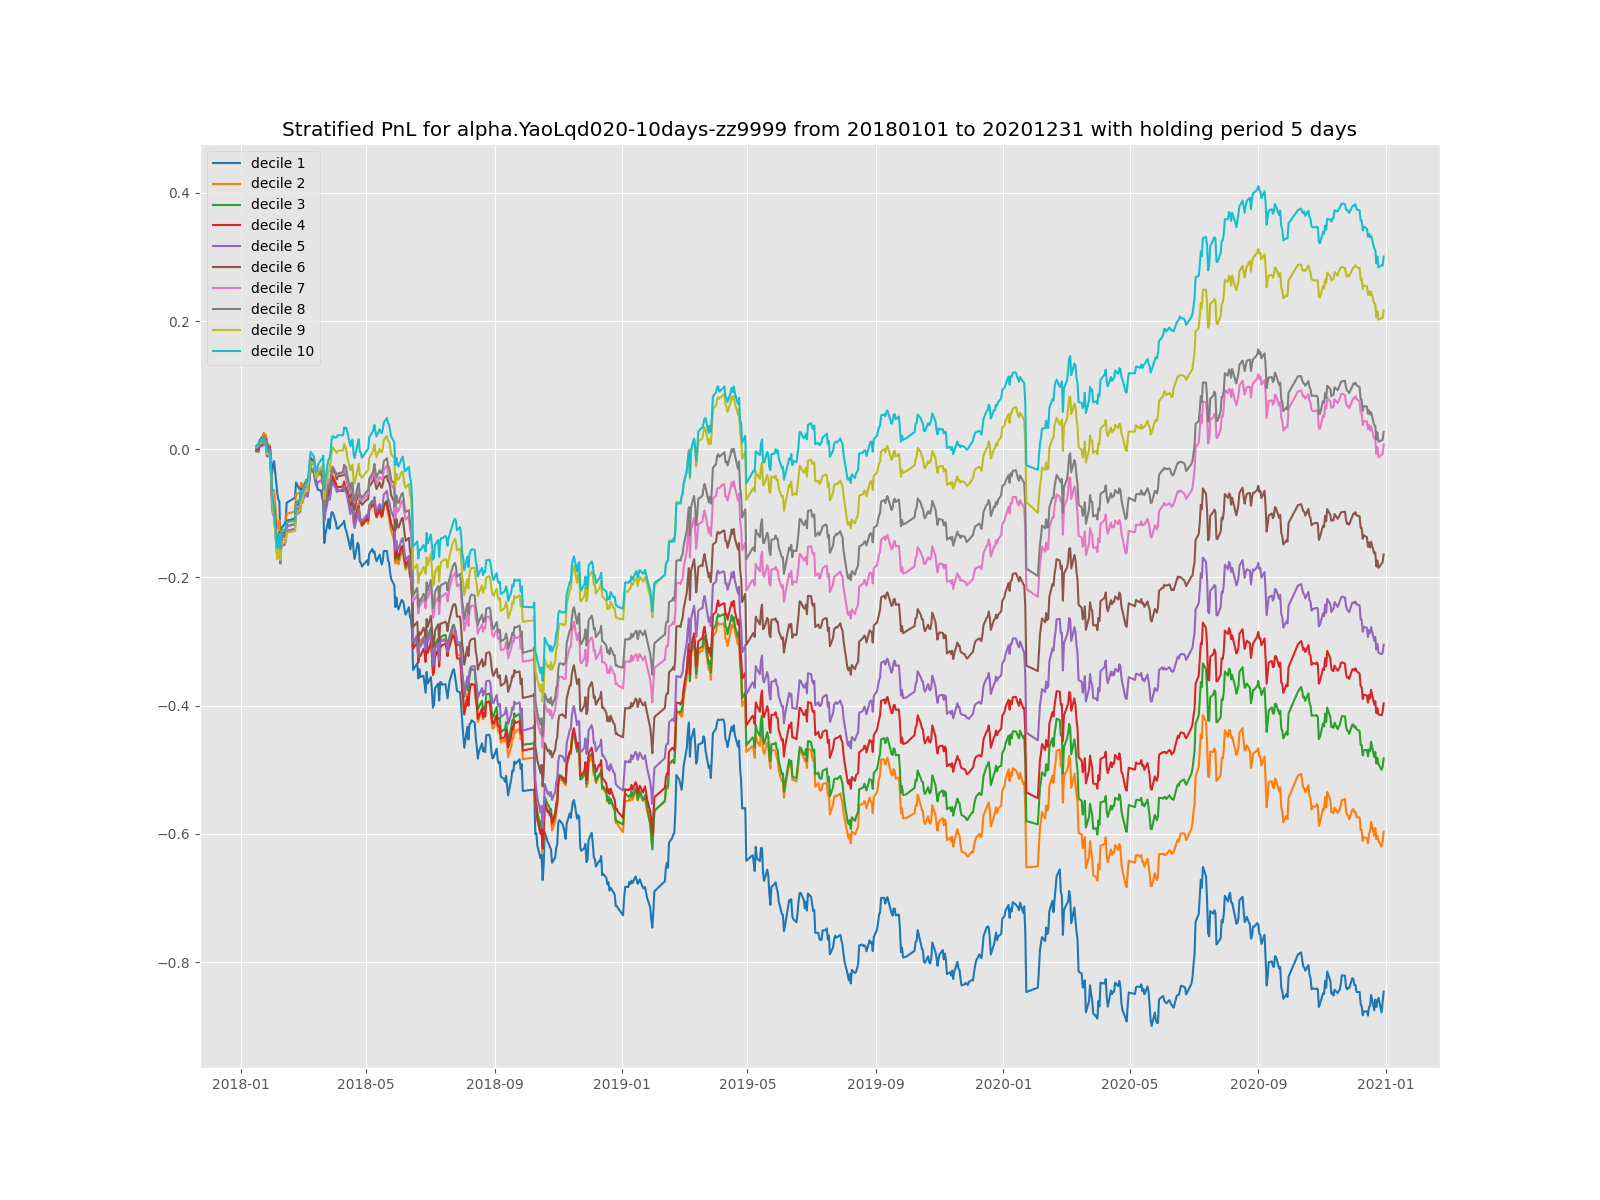 Stratified PnL for alpha.YaoLqd020-10days-zz9999 from 20180101 to 20201231 with holding period 5 days
decile 1
decile 2
decile 3
decile 4
decile 5
decile 6
decile 7
decile 8
decile 9
decile 10
0.4
0.2
0.0
−0.2
−0.4
−0.6
−0.8
2018-01 2018-05 2018-09 2019-01 2019-05 2019-09 2020-01 2020-05 2020-09 2021-01